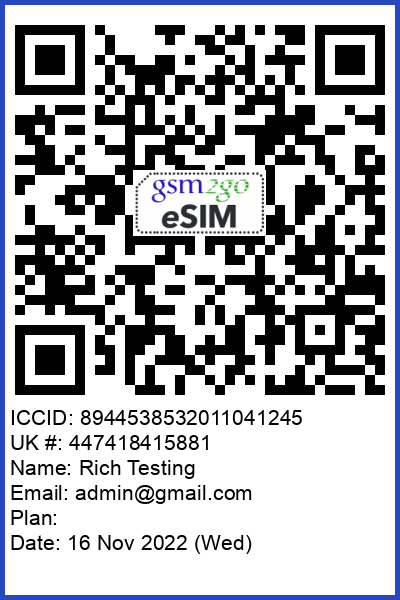 gsm2go
eSIM
ICCID: 8944538532011041245
UK #: 447418415881
Name: Rich Testing
Email: admin@gmail.com
Plan:
Date: 16 Nov 2022 (Wed)